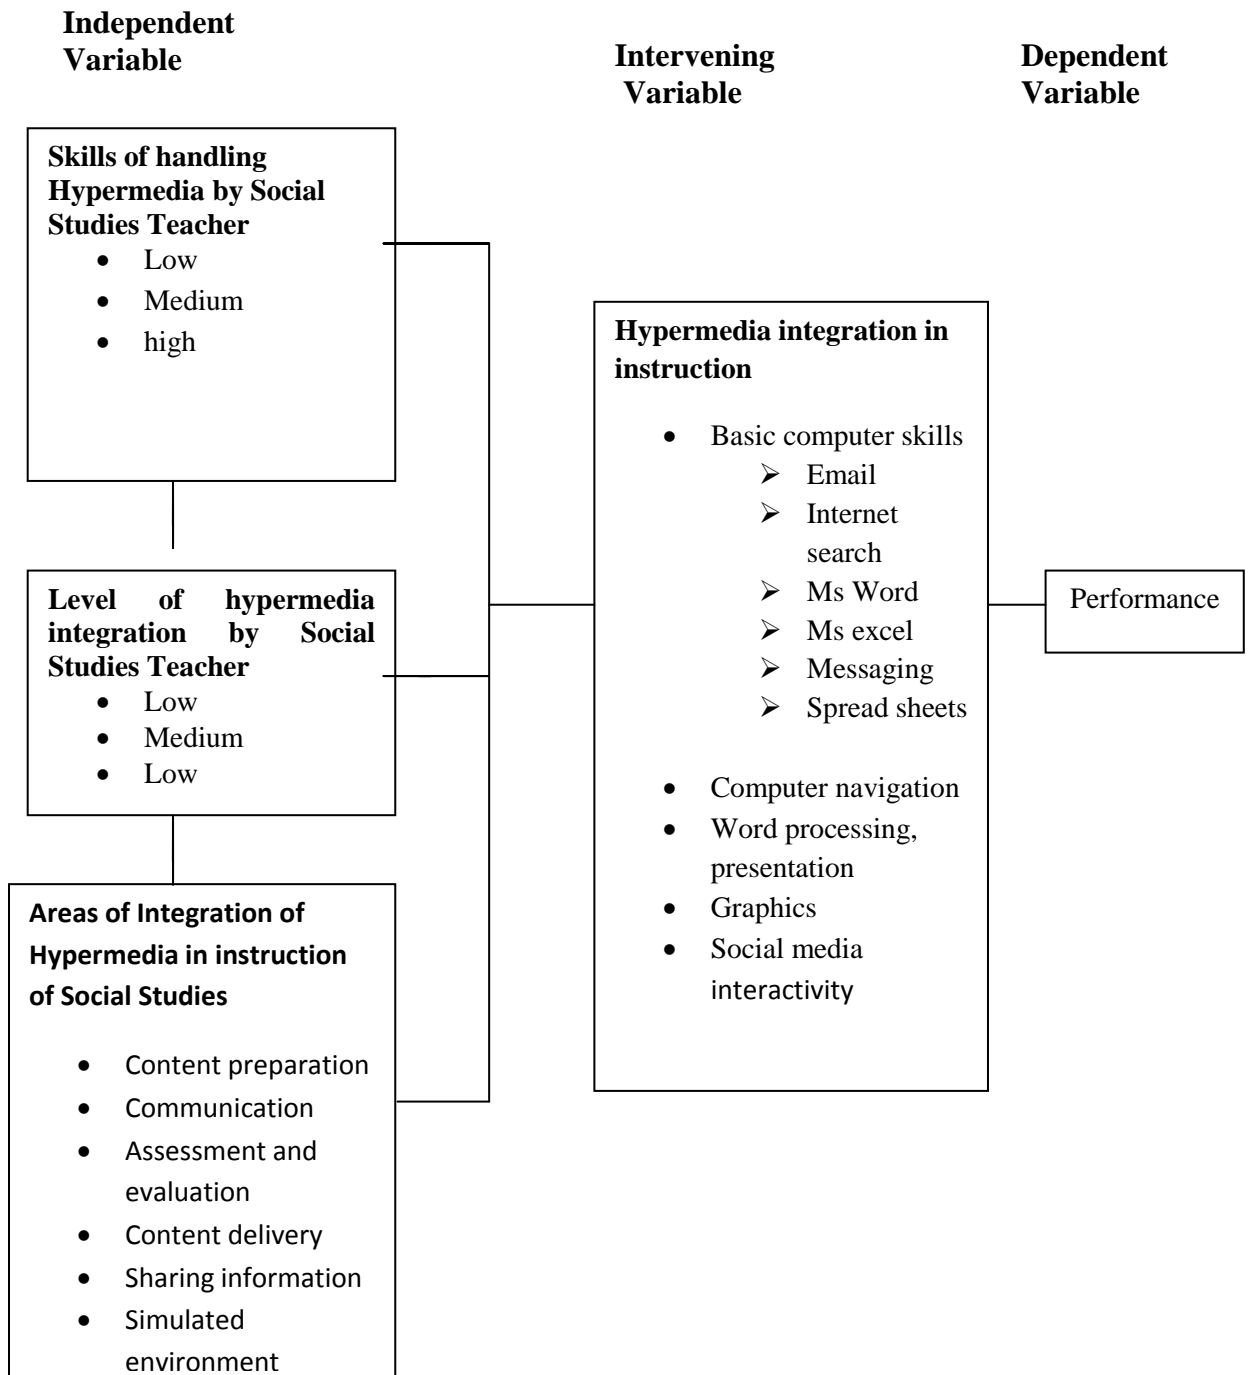 Independent
Variable
Intervening
Variable
Dependent
Variable
Skills of handling
Hypermedia by Social
Studies Teacher
• Low
• Medium
• high
Level of hypermedia
integration by Social
Studies Teacher
• Low
• Medium
• Low
Areas of Integration of
Hypermedia in instruction
of Social Studies
• Content preparation
• Communication
• Assessment and
evaluation
• Content delivery
• Sharing information
• Simulated
environment
Hypermedia integration in
instruction
• Basic computer skills
➢ Email
➢ Internet
search
➢ Ms Word
➢ Ms excel
➢ Messaging
➢ Spread sheets
• Computer navigation
• Word processing,
presentation
• Graphics
• Social media
interactivity
Performance